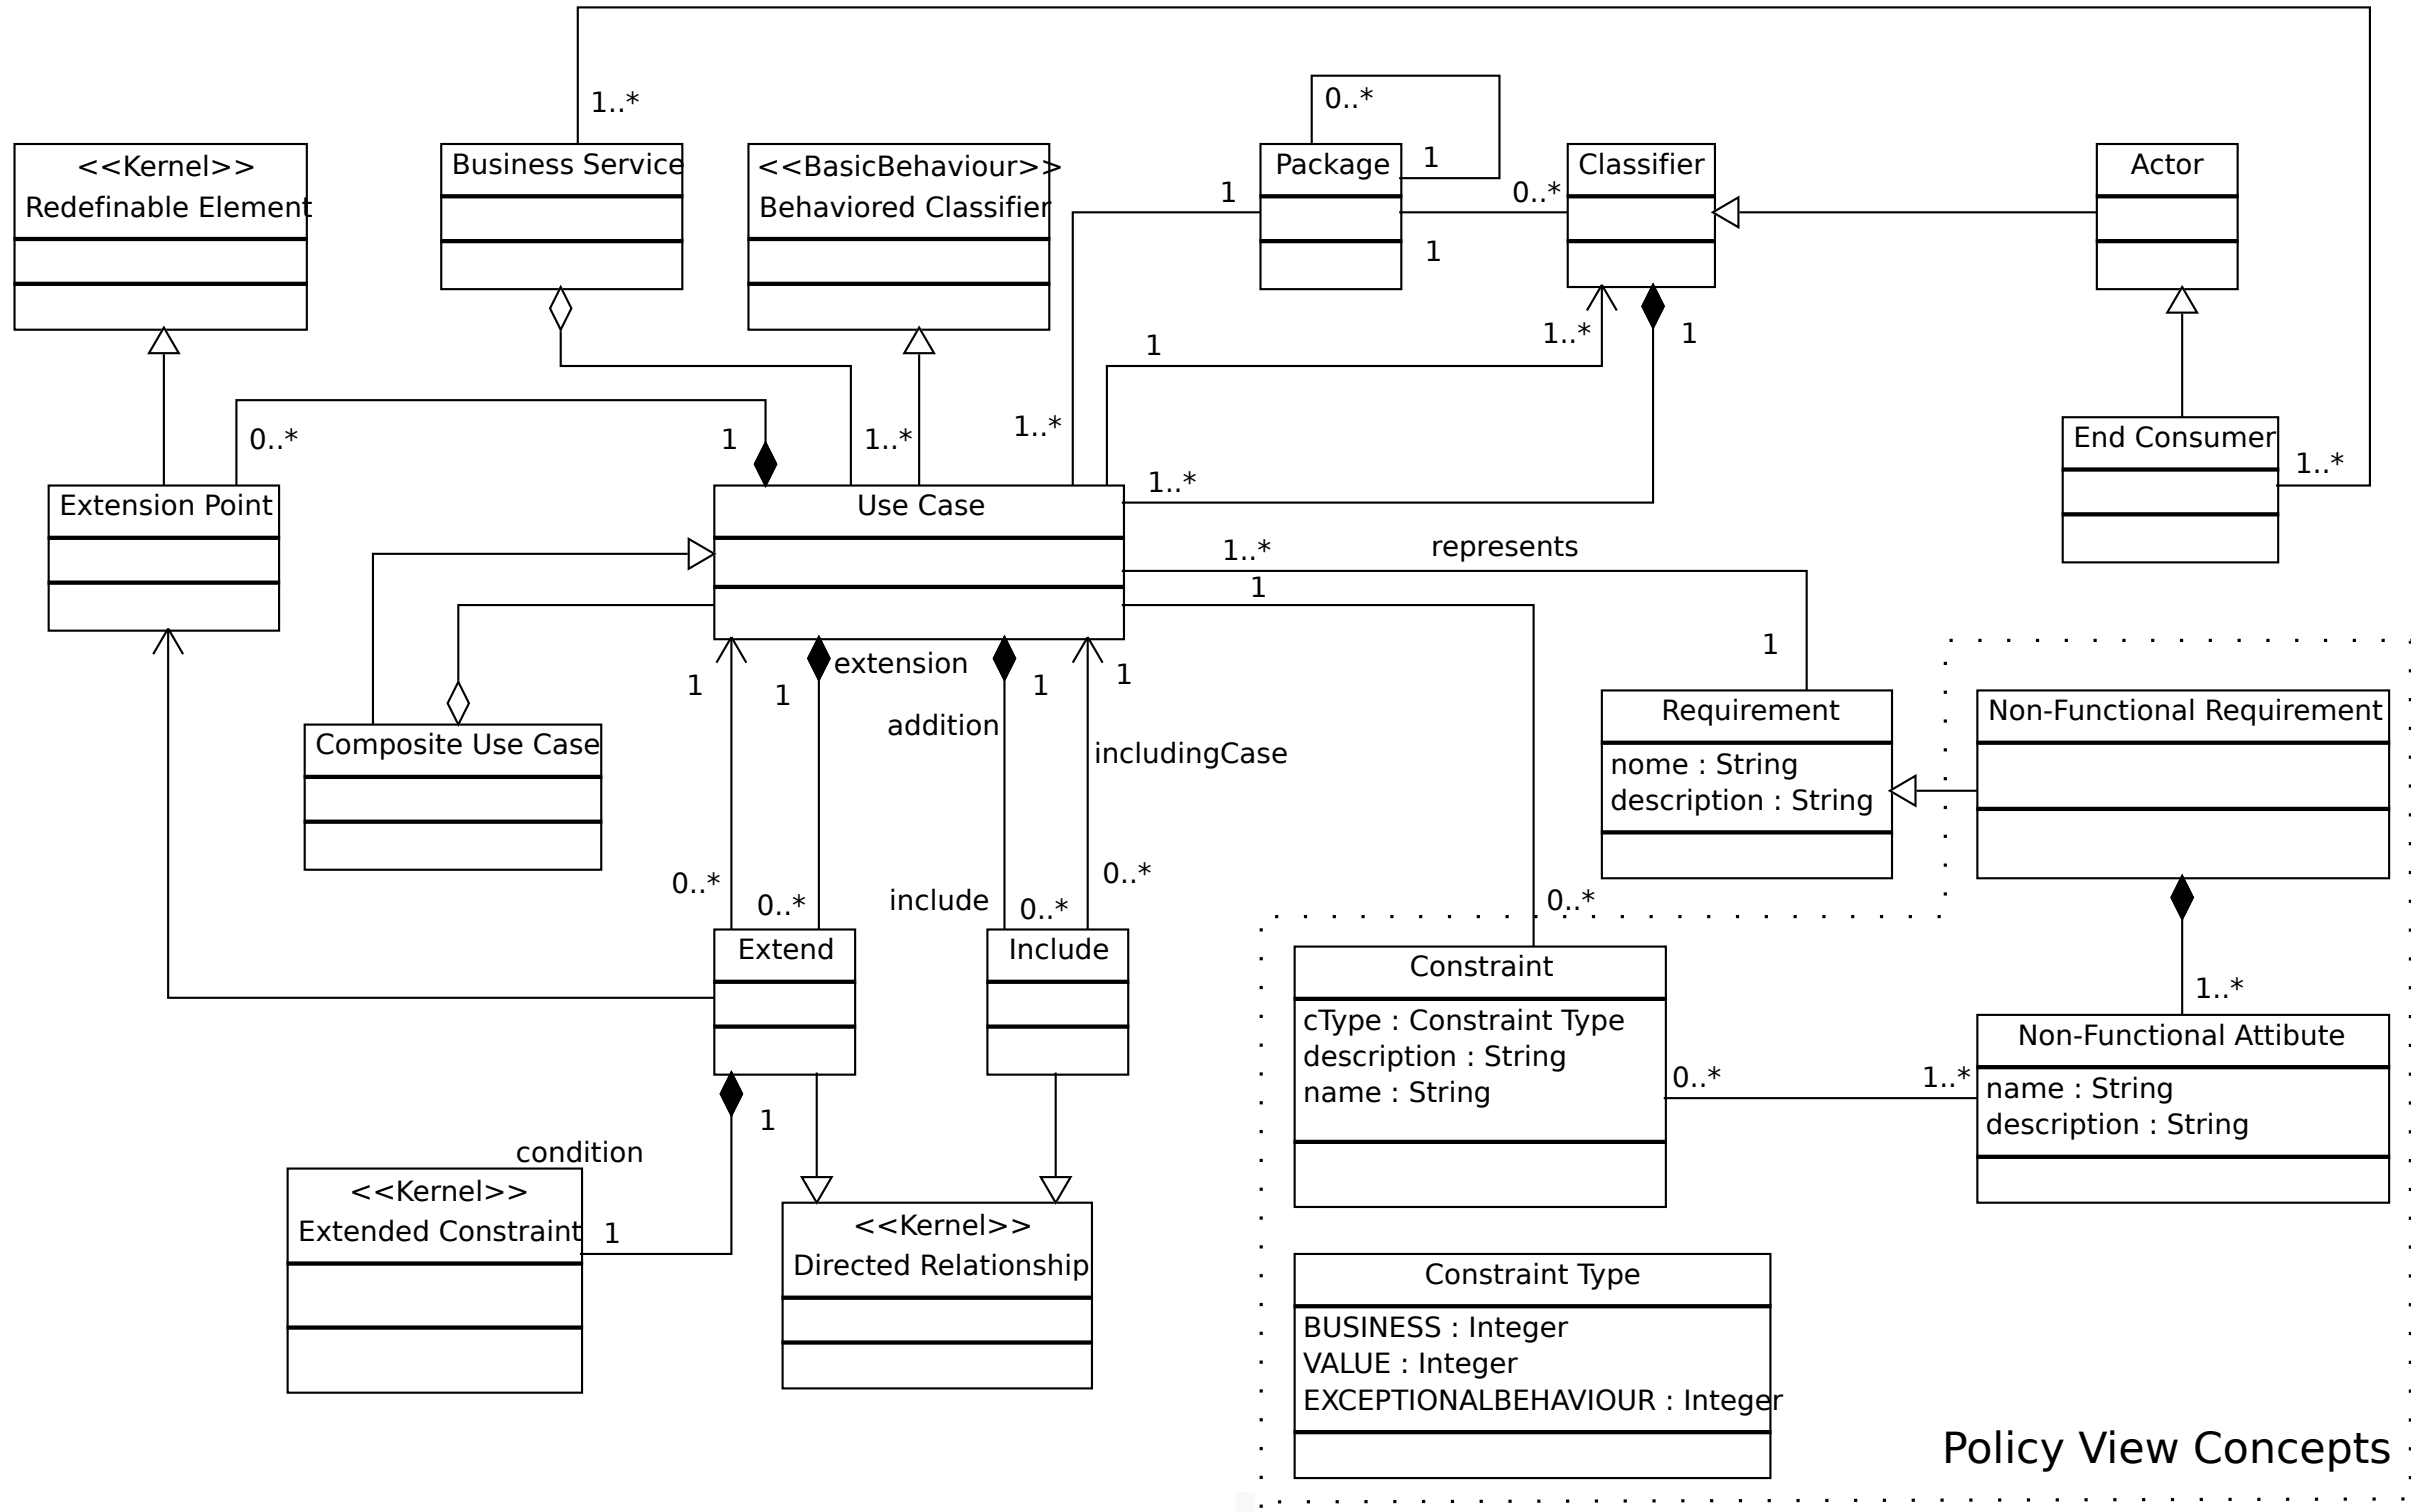 1..*
0..*
<<Kernel>>
Redefinable Element
Business Service
<<BasicBehaviour>>
Behaviored Classifier
Package
1
Classifier
Actor
1
0..*
1
1..*
1
1
0..*
1
1..*
1..*
End Consumer
1..*
1..*
Extension Point
Use Case
1..*
represents
1
extension
1
1
1
1
1
addition
includingCase
Requirement
nome : String
description : String
Non-Functional Requirement
Composite Use Case
0..*
0..*
include
0..*
0..*
0..*
Extend
Include
Constraint
cType : Constraint Type
description : String
name : String
1..*
Non-Functional Attibute
name : String
description : String
0..*
1..*
1
condition
<<Kernel>>
Extended Constraint
1
<<Kernel>>
Directed Relationship
Constraint Type
BUSINESS : Integer
VALUE : Integer
EXCEPTIONALBEHAVIOUR : Integer
Policy View Concepts